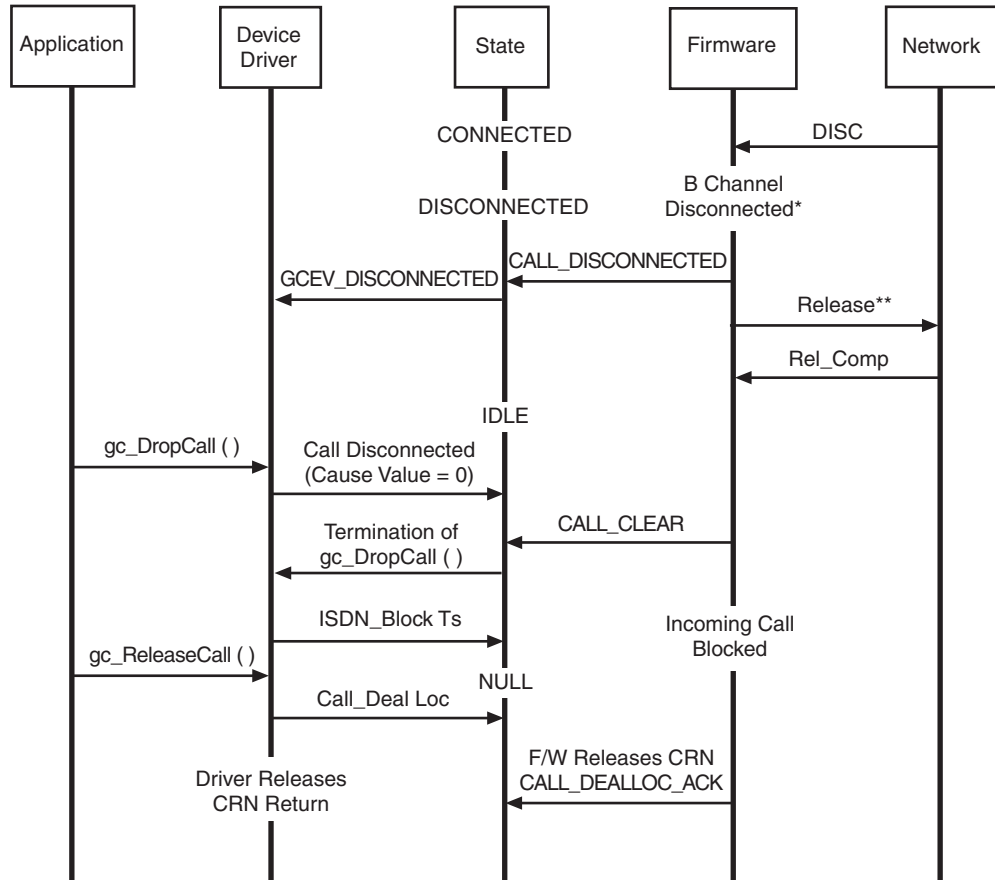 Application
Device
Driver
State
Firmware
Network
CONNECTED
DISC
DISCONNECTED
B Channel
Disconnected*
CALL_DISCONNECTED
GCEV_DISCONNECTED
Release**
Rel_Comp
IDLE
gc_DropCall ( )
Call Disconnected
(Cause Value = 0)
CALL_CLEAR
Termination of
gc_DropCall ( )
ISDN_Block Ts
Incoming Call
Blocked
gc_ReleaseCall ( )
NULL
Call_Deal Loc
F/W Releases CRN
CALL_DEALLOC_ACK
Driver Releases
CRN Return